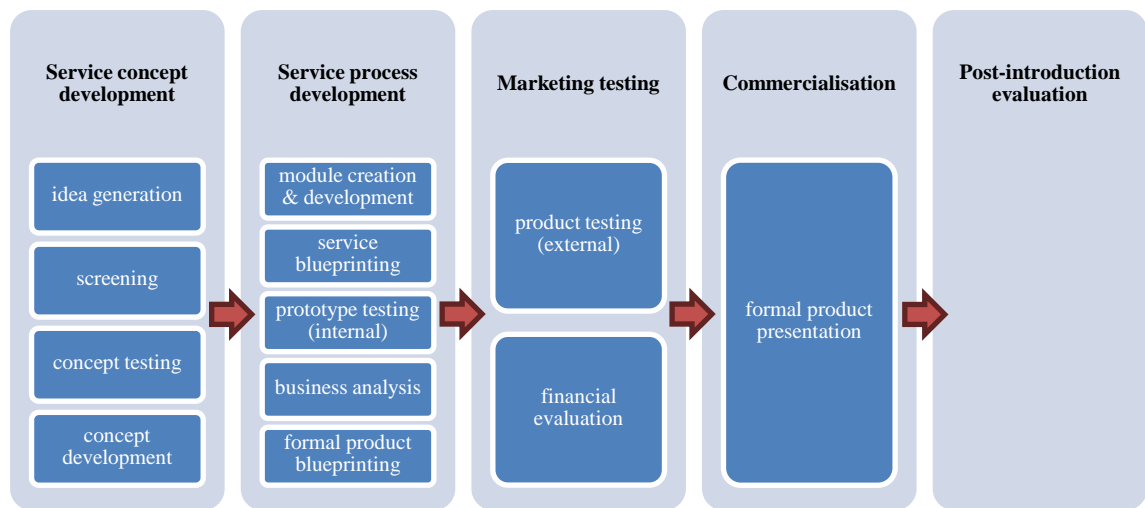 Service concept
development
idea generation
screening
concept testing
concept
development
Service process
development
module creation
& development
service
blueprinting
prototype testing
(internal)
business analysis
formal product
blueprinting
Marketing testing
product testing
(external)
financial
evaluation
Commercialisation
formal product
presentation
Post-introduction
evaluation